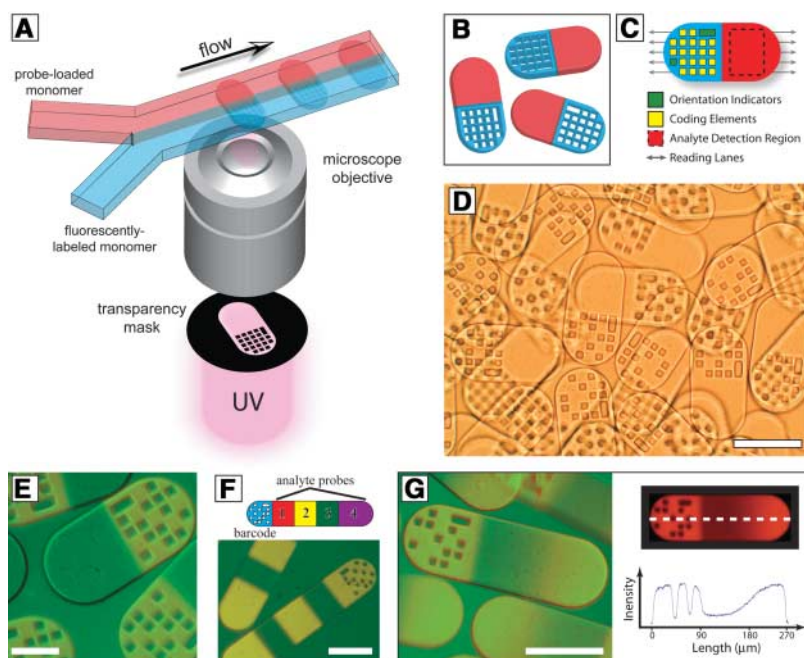 A
flow
probe-loaded
monomer
microscope
objective
fluorescently-
labeled monomer
transparency
mask
UV
B
C
Orientation Indicators
Coding Elements
Analyte Detection Region
Reading Lanes
D
E
F
analyte probes
1 2 3 4
barcode
G
Inensity
0 90 180 270
Length (μm)